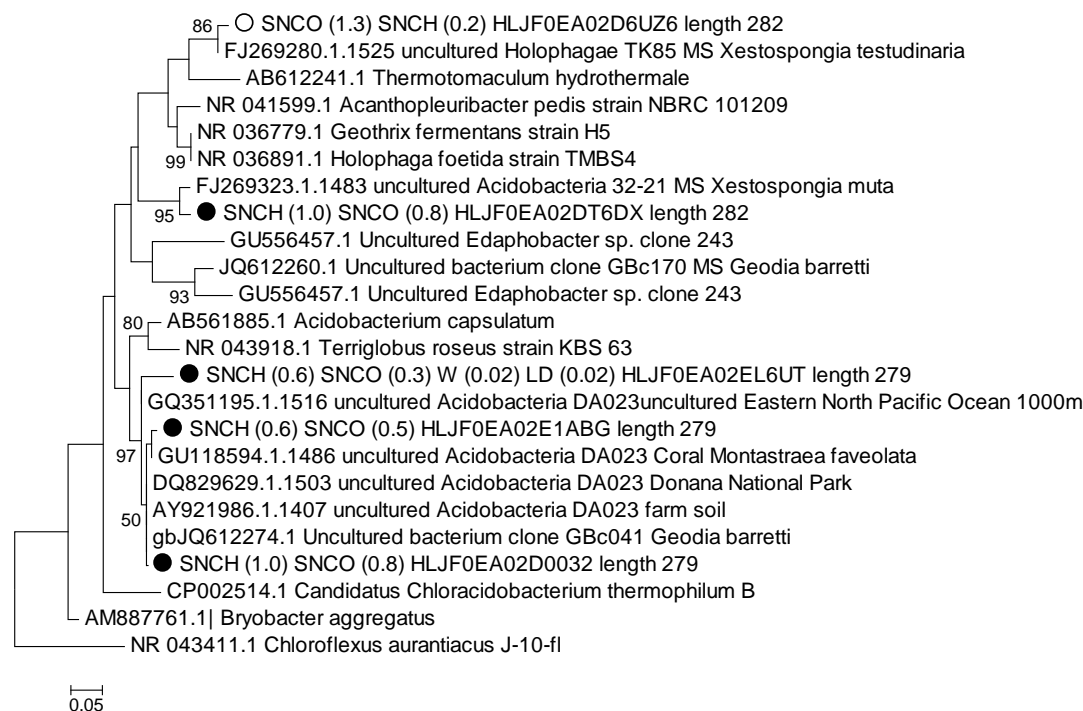 86 SNCO (1.3) SNCH (0.2) HLJF0EA02D6UZ6 length 282
FJ269280.1.1525 uncultured Holophagae TK85 MS Xestospongia testudinaria
AB612241.1 Thermotomaculum hydrothermale
NR 041599.1 Acanthopleuribacter pedis strain NBRC 101209
NR 036779.1 Geothrix fermentans strain H5
99 NR 036891.1 Holophaga foetida strain TMBS4
FJ269323.1.1483 uncultured Acidobacteria 32-21 MS Xestospongia muta
95 SNCH (1.0) SNCO (0.8) HLJF0EA02DT6DX length 282
GU556457.1 Uncultured Edaphobacter sp. clone 243
JQ612260.1 Uncultured bacterium clone GBc170 MS Geodia barretti
93 GU556457.1 Uncultured Edaphobacter sp. clone 243
80 AB561885.1 Acidobacterium capsulatum
NR 043918.1 Terriglobus roseus strain KBS 63
SNCH (0.6) SNCO (0.3) W (0.02) LD (0.02) HLJF0EA02EL6UT length 279
GQ351195.1.1516 uncultured Acidobacteria DA023uncultured Eastern North Pacific Ocean 1000m
SNCH (0.6) SNCO (0.5) HLJF0EA02E1ABG length 279
97 GU118594.1.1486 uncultured Acidobacteria DA023 Coral Montastraea faveolata
DQ829629.1.1503 uncultured Acidobacteria DA023 Donana National Park
50 AY921986.1.1407 uncultured Acidobacteria DA023 farm soil
gbJQ612274.1 Uncultured bacterium clone GBc041 Geodia barretti
SNCH (1.0) SNCO (0.8) HLJF0EA02D0032 length 279
CP002514.1 Candidatus Chloracidobacterium thermophilum B
AM887761.1| Bryobacter aggregatus
NR 043411.1 Chloroflexus aurantiacus J-10-fl
0.05